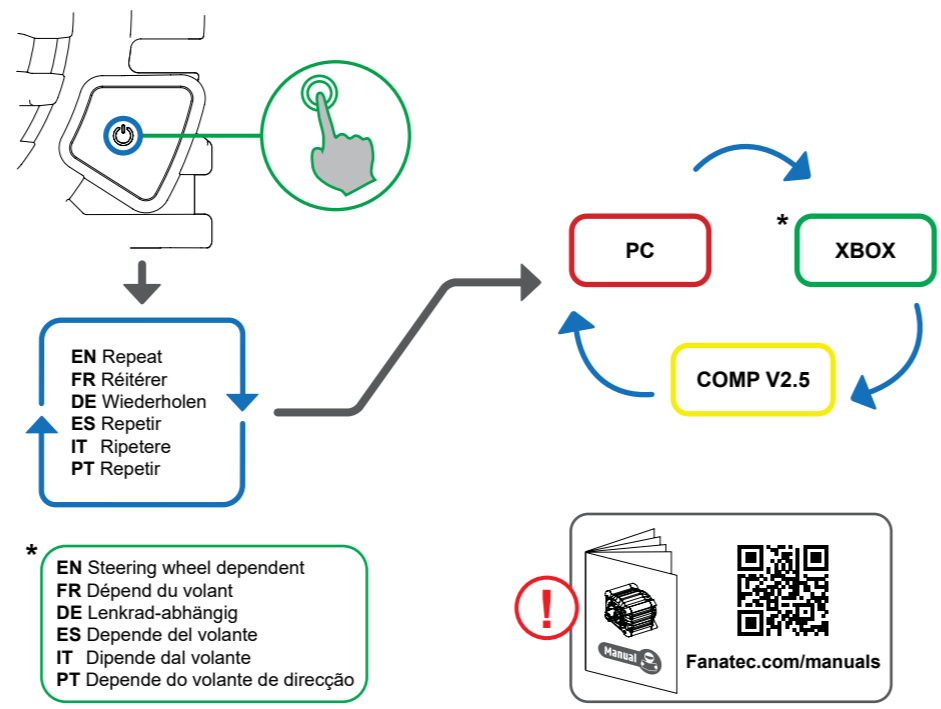 PC
* XBOX
COMP V2.5
EN Repeat
FR Réitérer
DE Wiederholen
ES Repetir
IT Ripetere
PT Repetir
*
EN Steering wheel dependent
FR Dépend du volant
DE Lenkrad-abhängig
ES Depende del volante
IT Dipende dal volante
PT Depende do volante de direcção
!
Manual
Fanatec.com/manuals